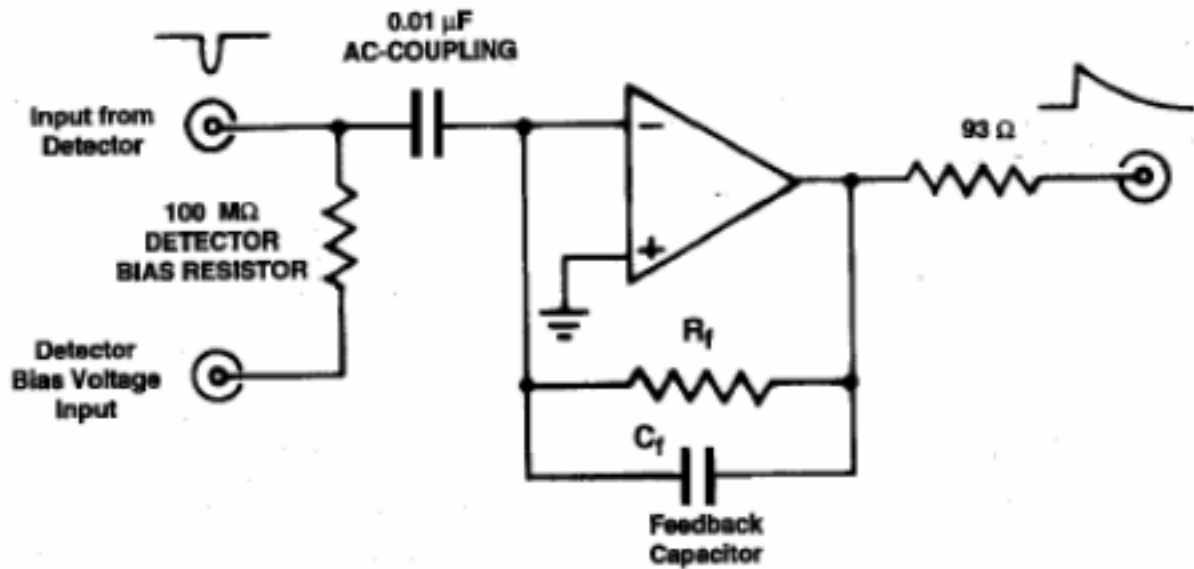 0.01 μF
AC-COUPLING
Input from
Detector
93 Ω
100 MΩ
DETECTOR
BIAS RESISTOR
Rf
Detector
Bias Voltage
Input
Cf
Feedback
Capacitor